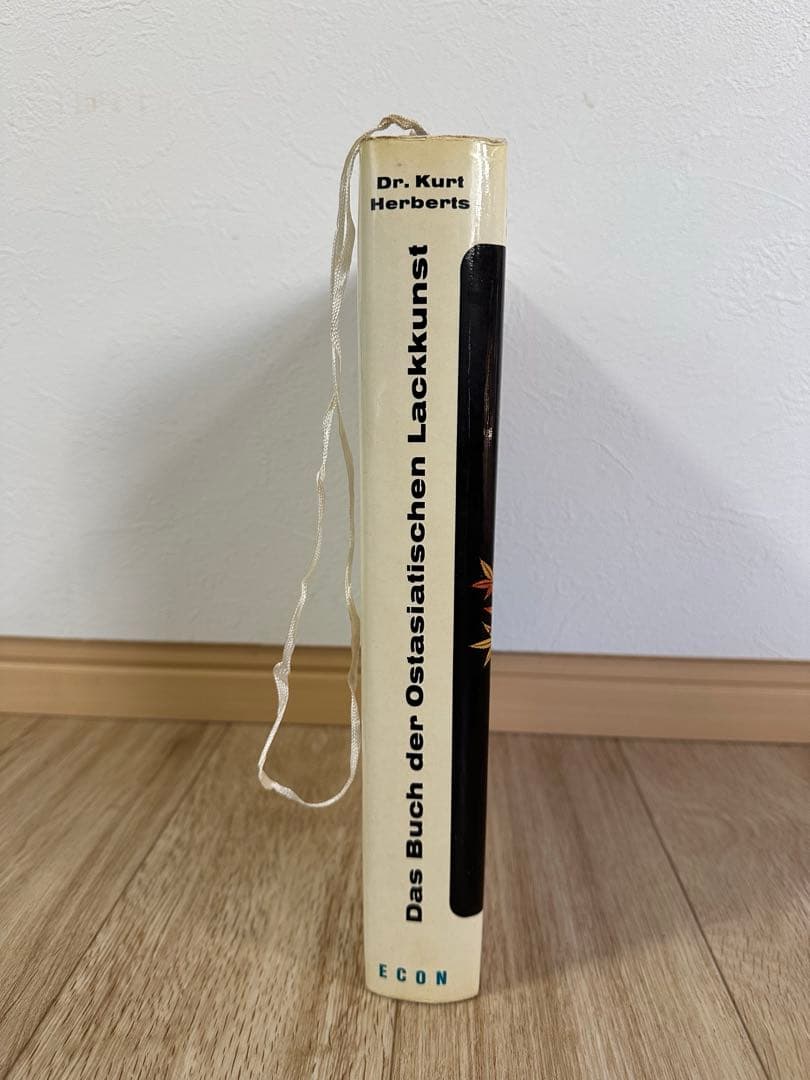 Dr. Kurt
Herberts
Das Buch der Ostasiatischen Lackkunst
ECON